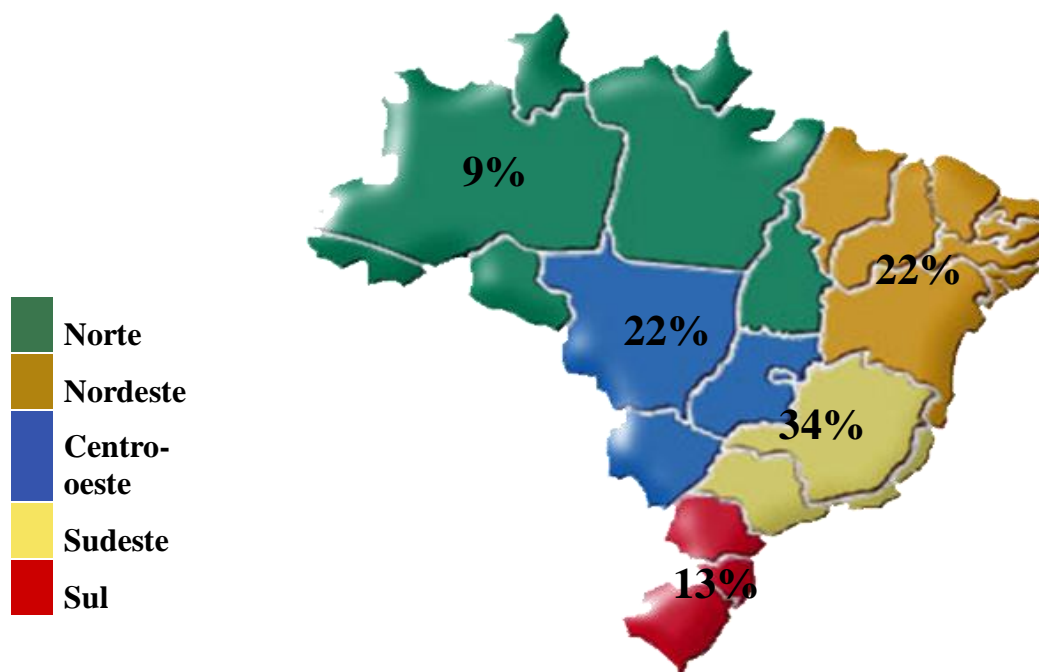 9%
22%
22%
34%
13%
Norte
Nordeste
Centro-
oeste
Sudeste
Sul